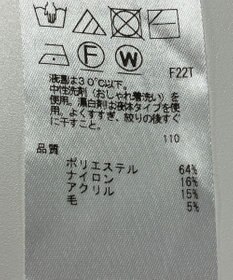 F W
F22T
液温は30℃以下。
中性洗剤(おしゃれ着洗い)を
使用。漂白剤は液体タイプを使
用。よくすすぎ、絞りの後すぐ
に干すこと。
110
品質
ポリエステル 64%
ナイロン 16%
アクリル 15%
毛 5%